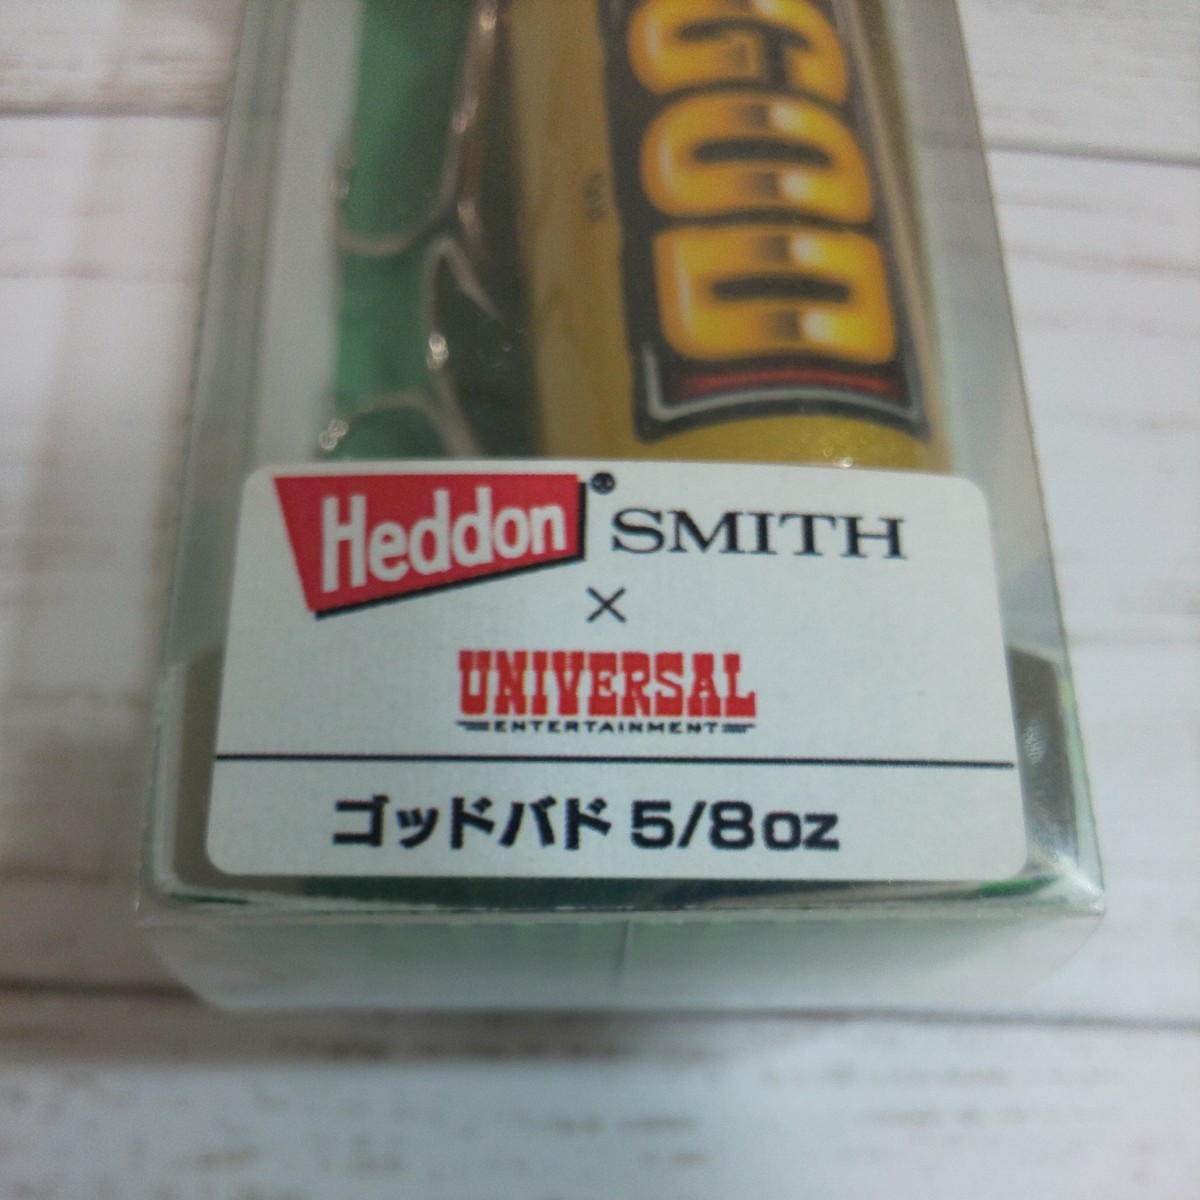 GOD
Heddon® SMITH
×
UNIVERSAL
ENTERTAINMENT
ゴッドバド 5/8oz